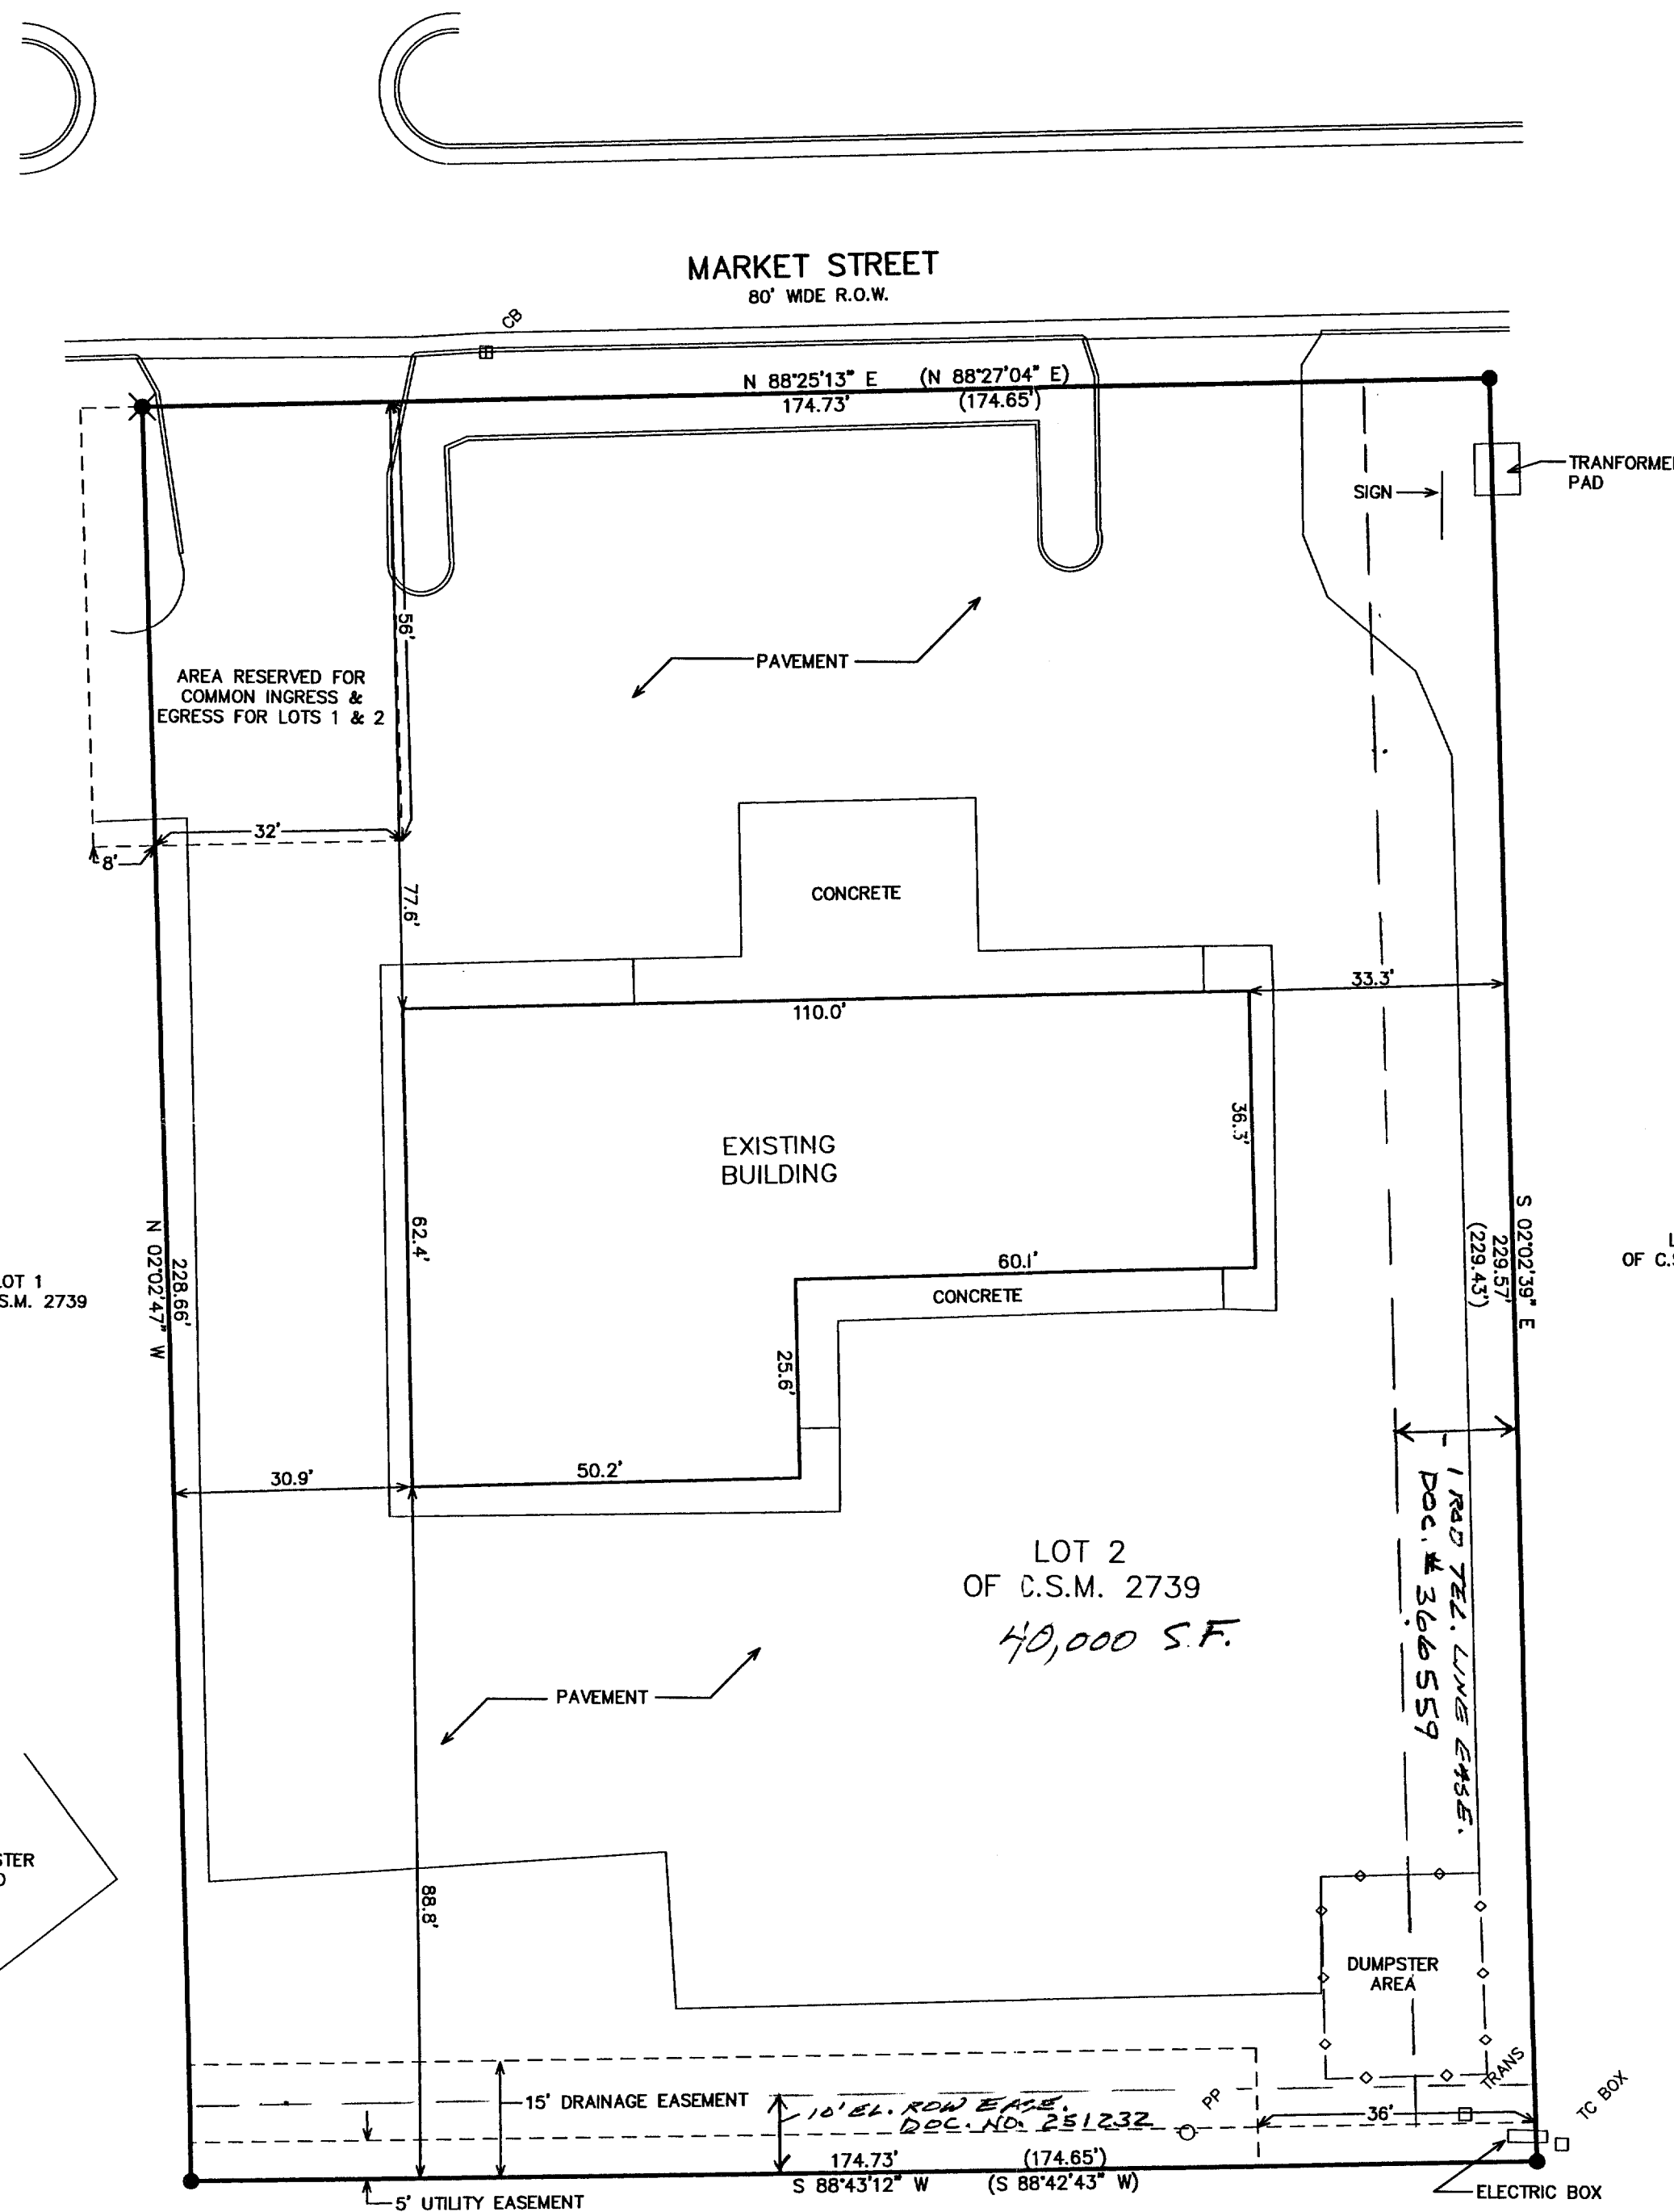 MARKET STREET
80' WIDE R.O.W.
CB
N 88°25'13" E (N 88°27'04" E)
174.73' (174.65')
TRANFORMER
PAD
SIGN
56'
PAVEMENT
AREA RESERVED FOR
COMMON INGRESS &
EGRESS FOR LOTS 1 & 2
32'
8'
77.6'
CONCRETE
33.3'
110.0'
36.3'
EXISTING
BUILDING
62.4'
60.1'
CONCRETE
25.6'
N 02°02'47" W
228.66'
S 02°02'39" E
229.57'
(229.43')
LOT 1
S.M. 2739
OF C.S
30.9'
50.2'
1 ROD TEL. LINE EASE.
DOC. # 366559
LOT 2
OF C.S.M. 2739
40,000 S.F.
PAVEMENT
88.8'
DUMPSTER
AREA
15' DRAINAGE EASEMENT
10' EL. ROW EASE.
DOC. NO. 251232
PP
TRANS
TC BOX
36'
174.73' (174.65')
S 88°43'12" W (S 88°42'43" W)
5' UTILITY EASEMENT
ELECTRIC BOX